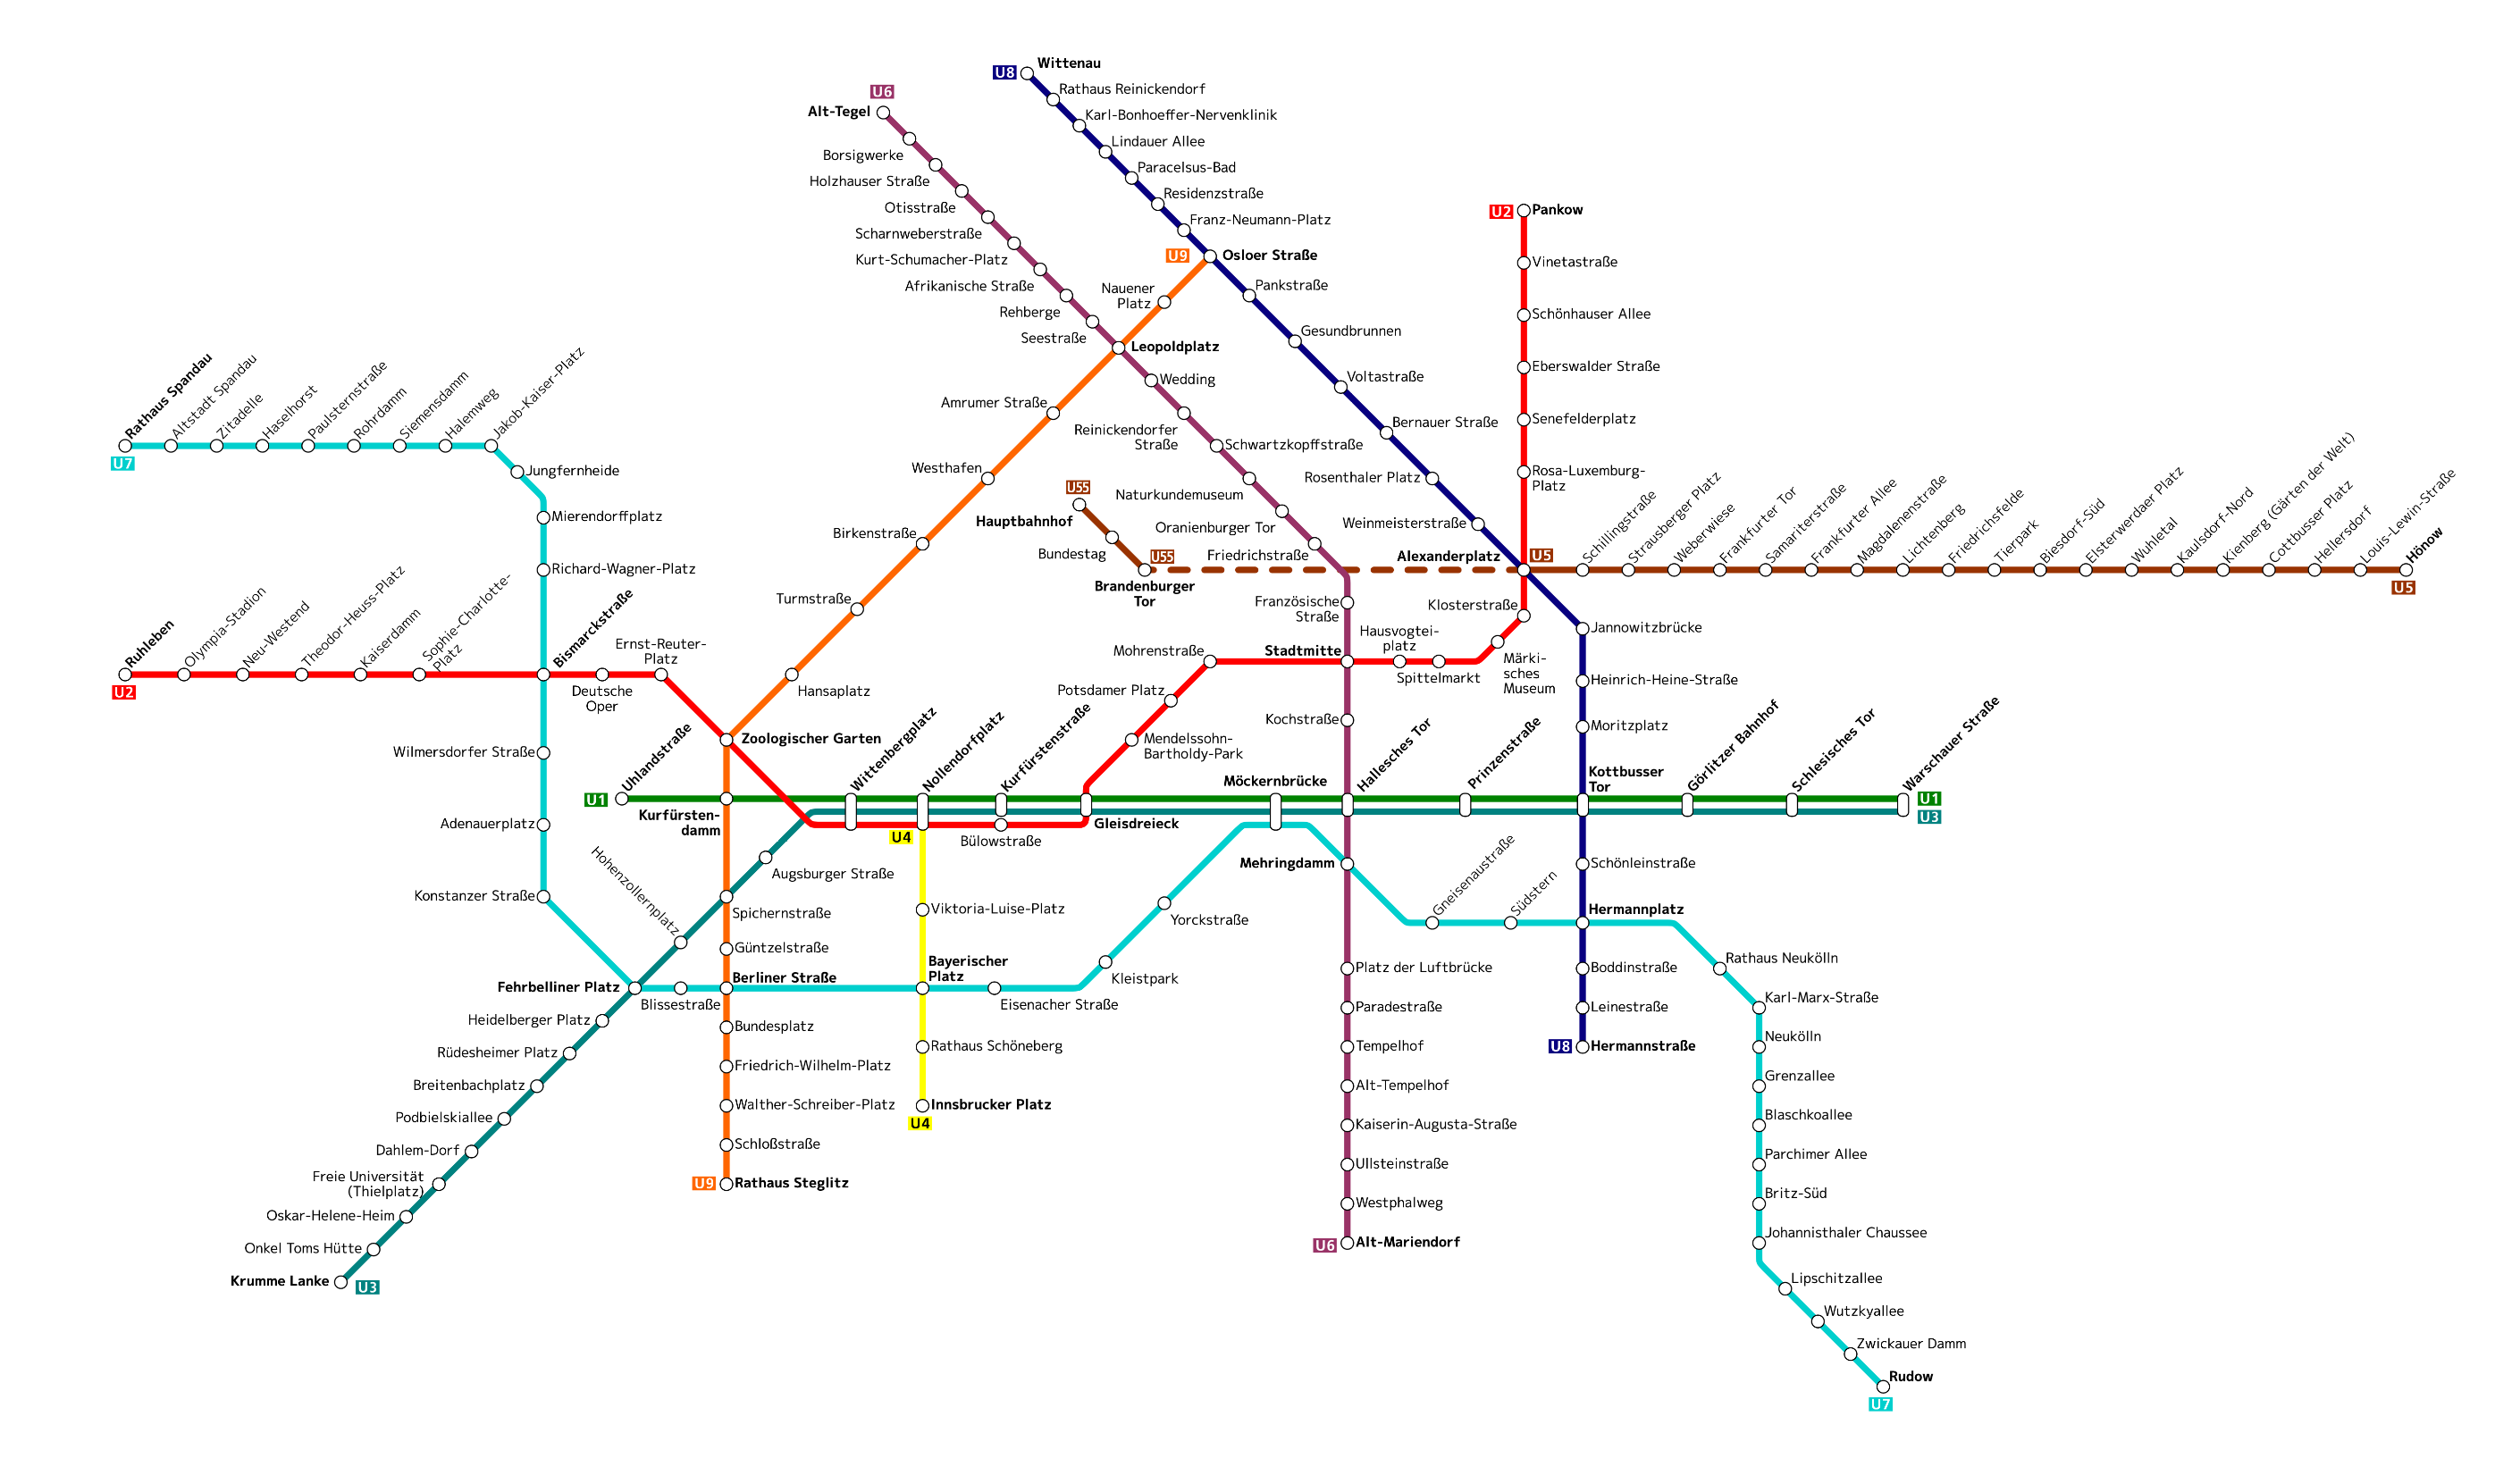 U8
Wittenau
Rathaus Reinickendorf
Karl-Bonhoeffer-Nervenklinik
Lindauer Allee
Paracelsus-Bad
Residenzstraße
Franz-Neumann-Platz
U6
Alt-Tegel
Borsigwerke
Holzhauser Straße
Otisstraße
Scharnweberstraße
Kurt-Schumacher-Platz
Afrikanische Straße
Rehberge
Seestraße
U9
Osloer Straße
Nauener
Platz
Leopoldplatz
Pankstraße
Gesundbrunnen
Voltastraße
Bernauer Straße
Rosenthaler Platz
Weinmeisterstraße
Alexanderplatz
U2
Pankow
Vinetastraße
Schönhauser Allee
Eberswalder Straße
Senefelderplatz
Rosa-Luxemburg-
Platz
Wedding
Reinickendorfer
Straße
Schwartzkopffstraße
Naturkundemuseum
Oranienburger Tor
Friedrichstraße
Französische
Straße
Amrumer Straße
Westhafen
Birkenstraße
Turmstraße
Hansaplatz
Rathaus Spandau
U7
Altstadt Spandau
Zitadelle
Haselhorst
Paulsternstraße
Rohrdamm
Siemensdamm
Halemweg
Jakob-Kaiser-Platz
Jungfernheide
Mierendorffplatz
Richard-Wagner-Platz
U55
Hauptbahnhof
Bundestag
U55
Brandenburger
Tor
U5
Schillingstraße
Strausberger Platz
Weberwiese
Frankfurter Tor
Samariterstraße
Frankfurter Allee
Magdalenenstraße
Lichtenberg
Friedrichsfelde
Tierpark
Biesdorf-Süd
Elsterwerdaer Platz
Wuhletal
Kaulsdorf-Nord
Kienberg (Gärten der Welt)
Cottbusser Platz
Hellersdorf
Louis-Lewin-Straße
Hönow
U5
Ruhleben
U2
Olympia-Stadion
Neu-Westend
Theodor-Heuss-Platz
Kaiserdamm
Sophie-Charlotte-
Platz
Bismarckstraße
Deutsche
Oper
Ernst-Reuter-
Platz
Zoologischer Garten
Klosterstraße
Märki-
sches
Museum
Hausvogtei-
platz
Spittelmarkt
Stadtmitte
Mohrenstraße
Potsdamer Platz
Mendelssohn-
Bartholdy-Park
Kochstraße
Jannowitzbrücke
Heinrich-Heine-Straße
Moritzplatz
U1
Uhlandstraße
Kurfürsten-
damm
Wittenbergplatz
Nollendorfplatz
Kurfürstenstraße
Gleisdreieck
Möckernbrücke
Hallesches Tor
Prinzenstraße
Kottbusser
Tor
Görlitzer Bahnhof
Schlesisches Tor
Warschauer Straße
U1
U3
U4
Bülowstraße
Wilmersdorfer Straße
Adenauerplatz
Konstanzer Straße
Hohenzollernplatz
Augsburger Straße
Spichernstraße
Güntzelstraße
Berliner Straße
Fehrbelliner Platz
Blissestraße
Viktoria-Luise-Platz
Bayerischer
Platz
Eisenacher Straße
Kleistpark
Yorckstraße
Mehringdamm
Gneisenaustraße
Südstern
Schönleinstraße
Hermannplatz
Boddinstraße
Leinestraße
U8
Hermannstraße
Rathaus Neukölln
Karl-Marx-Straße
Neukölln
Grenzallee
Blaschkoallee
Parchimer Allee
Britz-Süd
Johannisthaler Chaussee
Lipschitzallee
Wutzkyallee
Zwickauer Damm
Rudow
U7
Heidelberger Platz
Rüdesheimer Platz
Breitenbachplatz
Podbielskiallee
Dahlem-Dorf
Freie Universität
(Thielplatz)
Oskar-Helene-Heim
Onkel Toms Hütte
Krumme Lanke
U3
Bundesplatz
Friedrich-Wilhelm-Platz
Walther-Schreiber-Platz
Schloßstraße
U9
Rathaus Steglitz
Rathaus Schöneberg
Innsbrucker Platz
U4
Platz der Luftbrücke
Paradestraße
Tempelhof
Alt-Tempelhof
Kaiserin-Augusta-Straße
Ullsteinstraße
Westphalweg
U6
Alt-Mariendorf